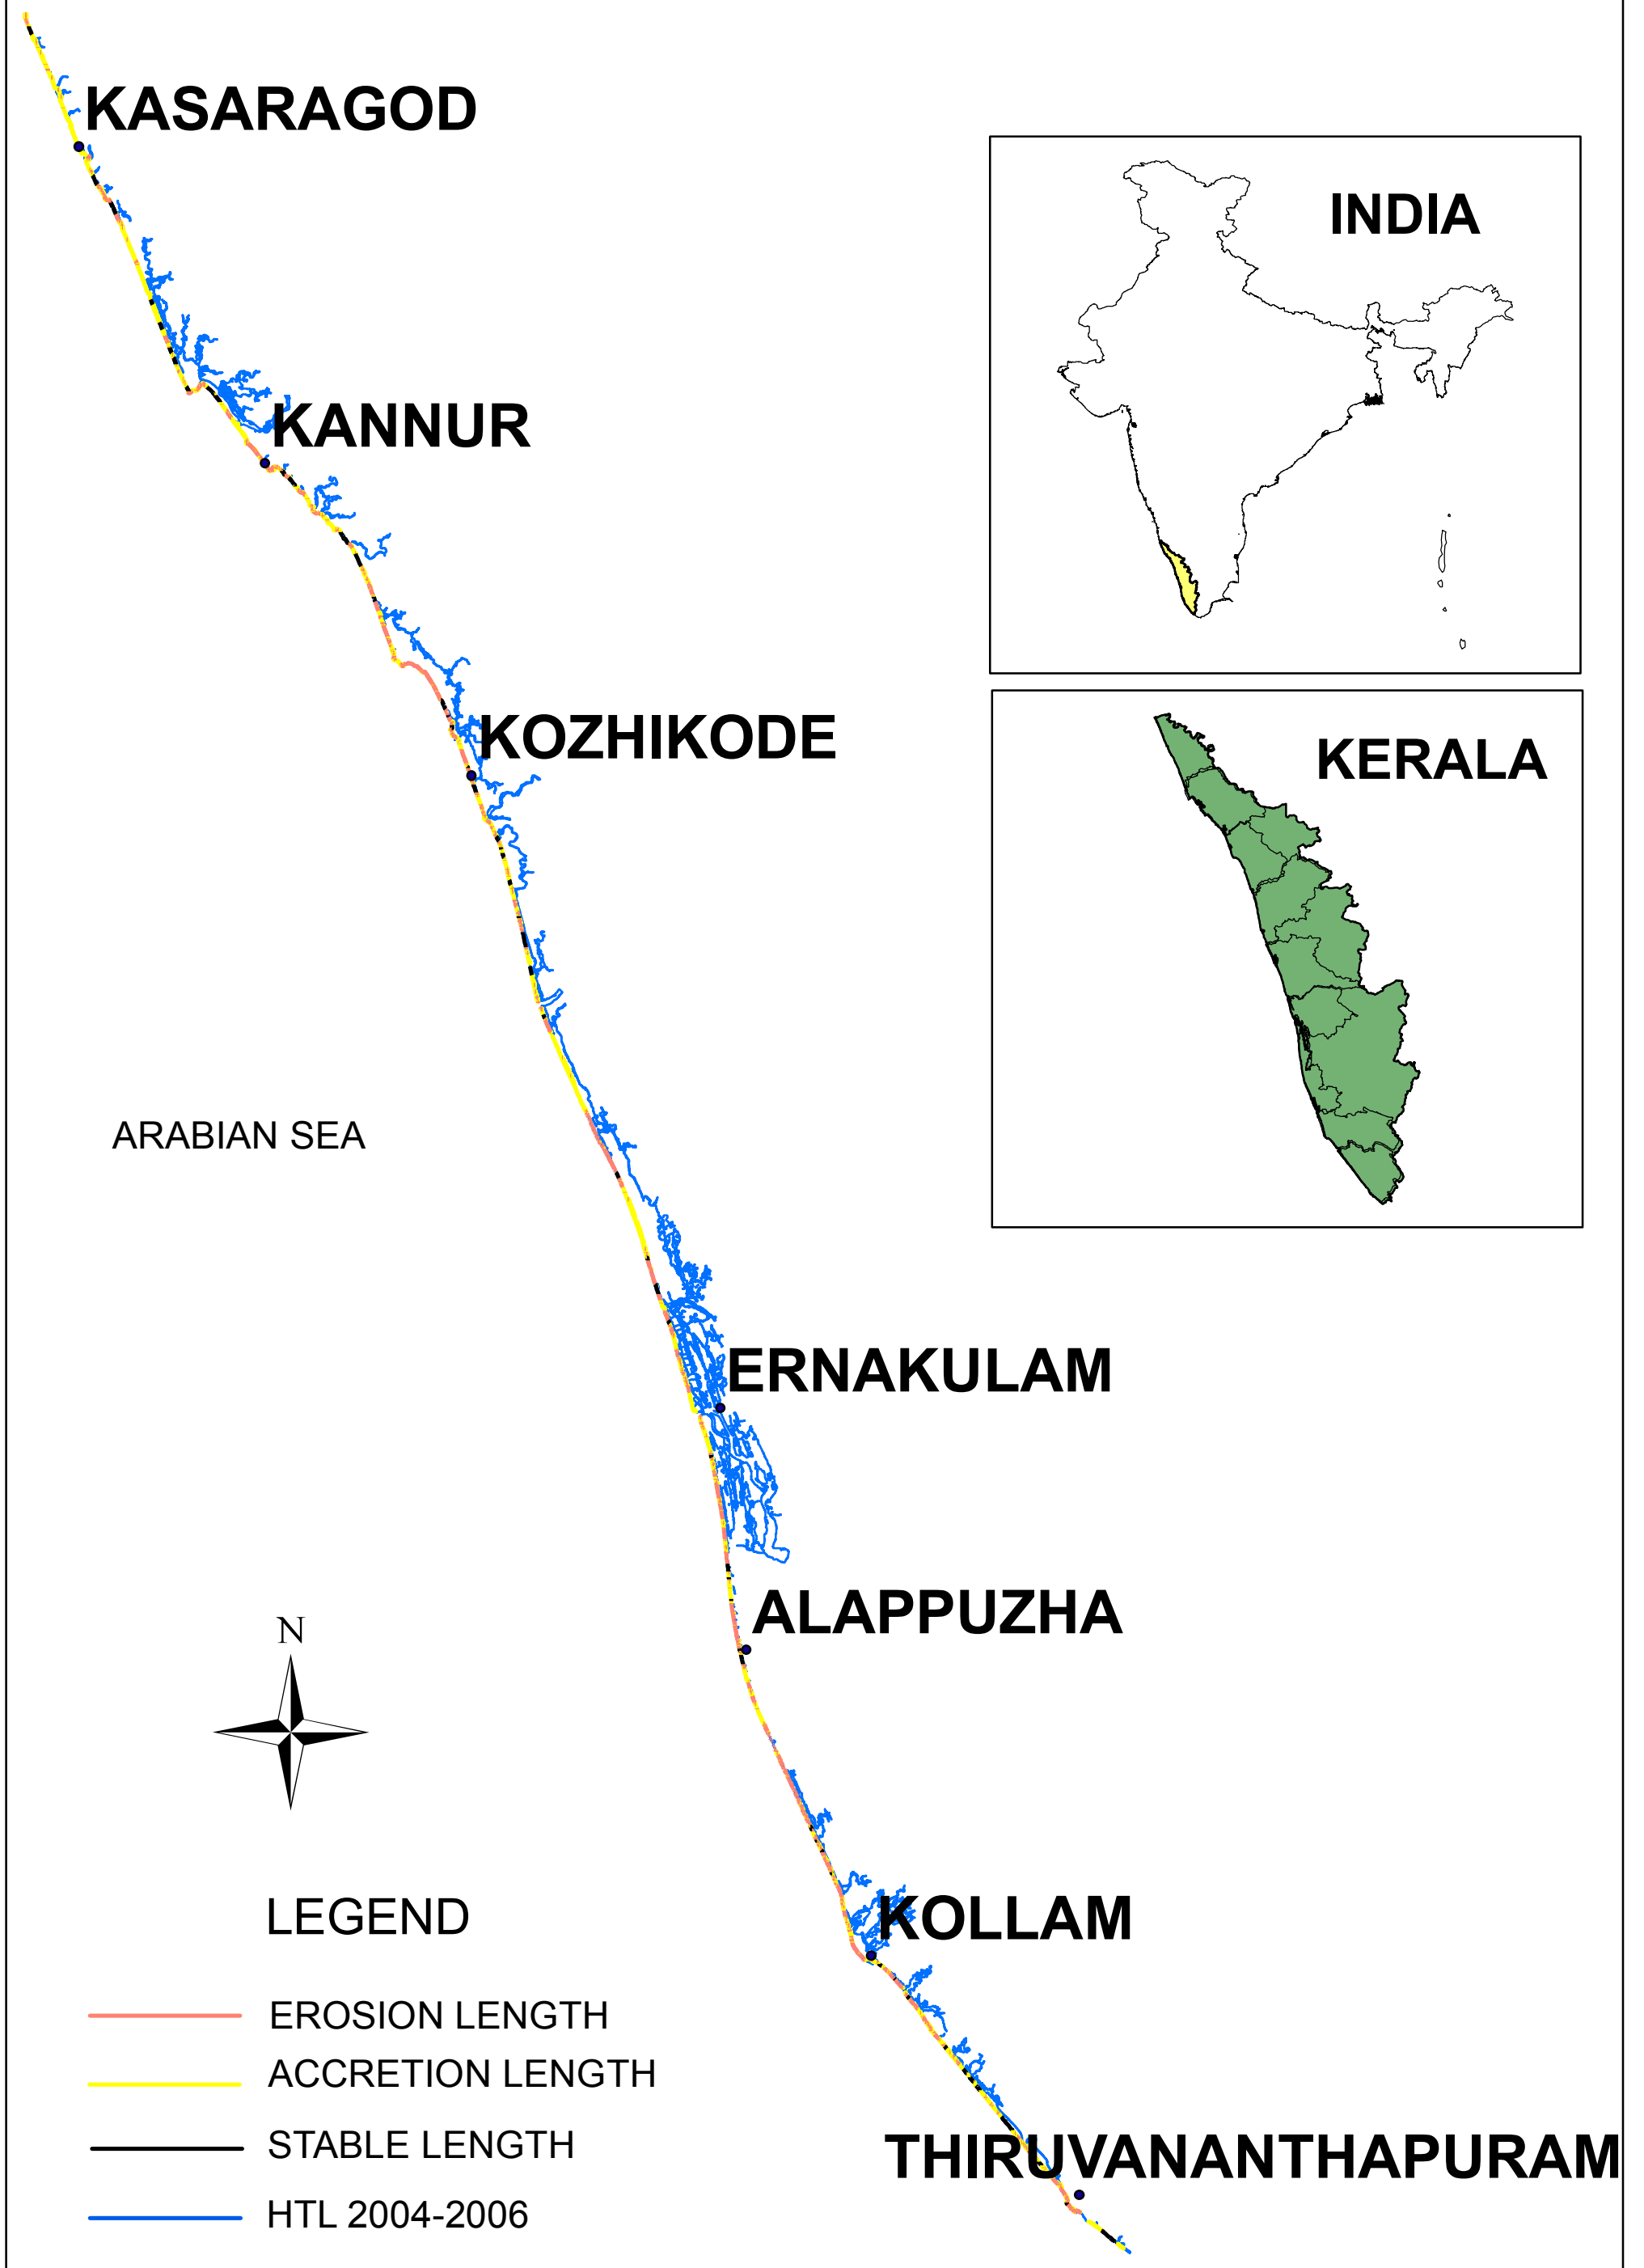 KASARAGOD
INDIA
KANNUR
KOZHIKODE
KERALA
ARABIAN SEA
ERNAKULAM
ALAPPUZHA
N
KOLLAM
LEGEND
EROSION LENGTH
ACCRETION LENGTH
STABLE LENGTH
THIRUVANANTHAPURAM
HTL 2004-2006